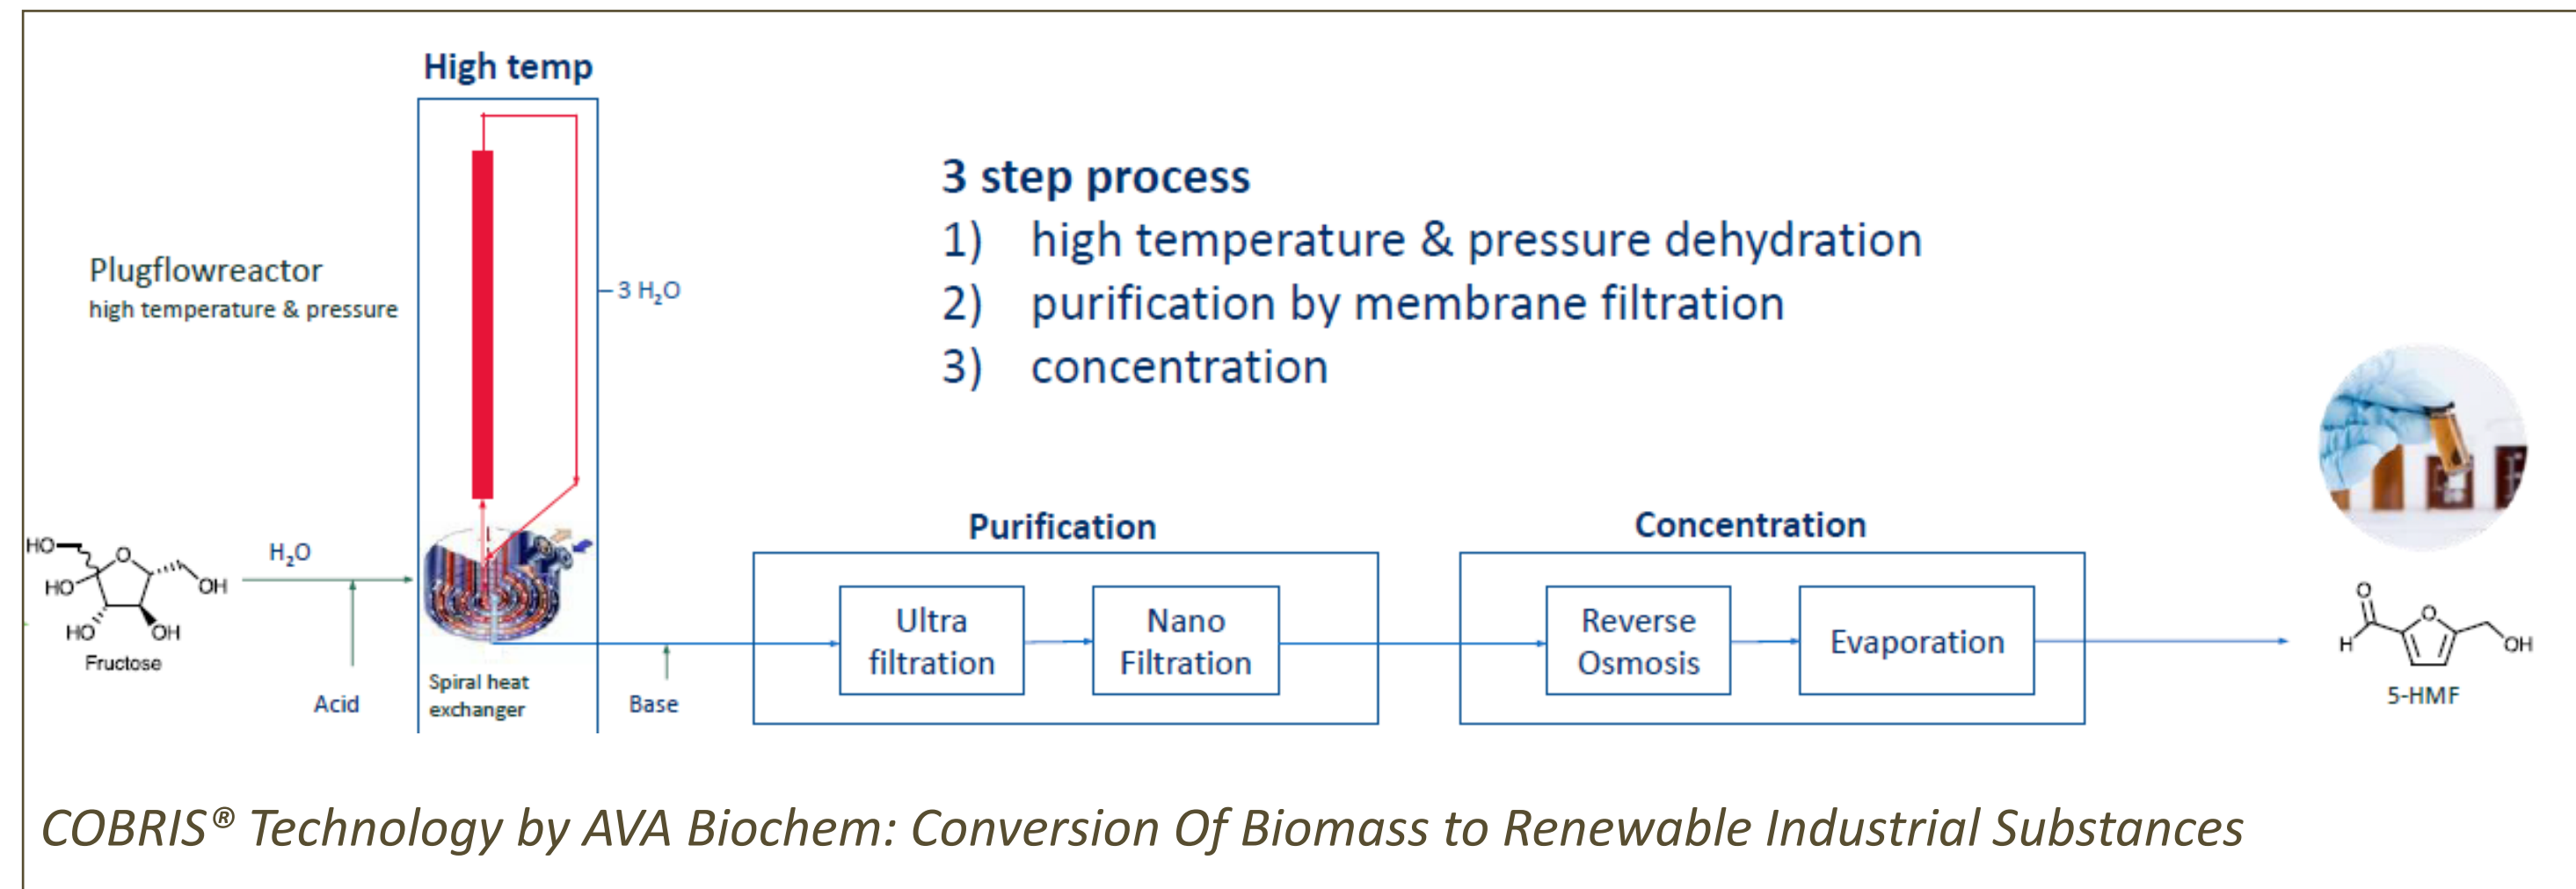 High temp
3 step process
1) high temperature & pressure dehydration
2) purification by membrane filtration
3) concentration
Plugflowreactor
high temperature & pressure
3 H₂O
Purification
Concentration
HO
O
HO
OH
HO
OH
Fructose
H₂O
Acid
Spiral heat
exchanger
Base
Ultra
filtration
Nano
Filtration
Reverse
Osmosis
Evaporation
O
H
O
OH
5-HMF
COBRIS® Technology by AVA Biochem: Conversion Of Biomass to Renewable Industrial Substances